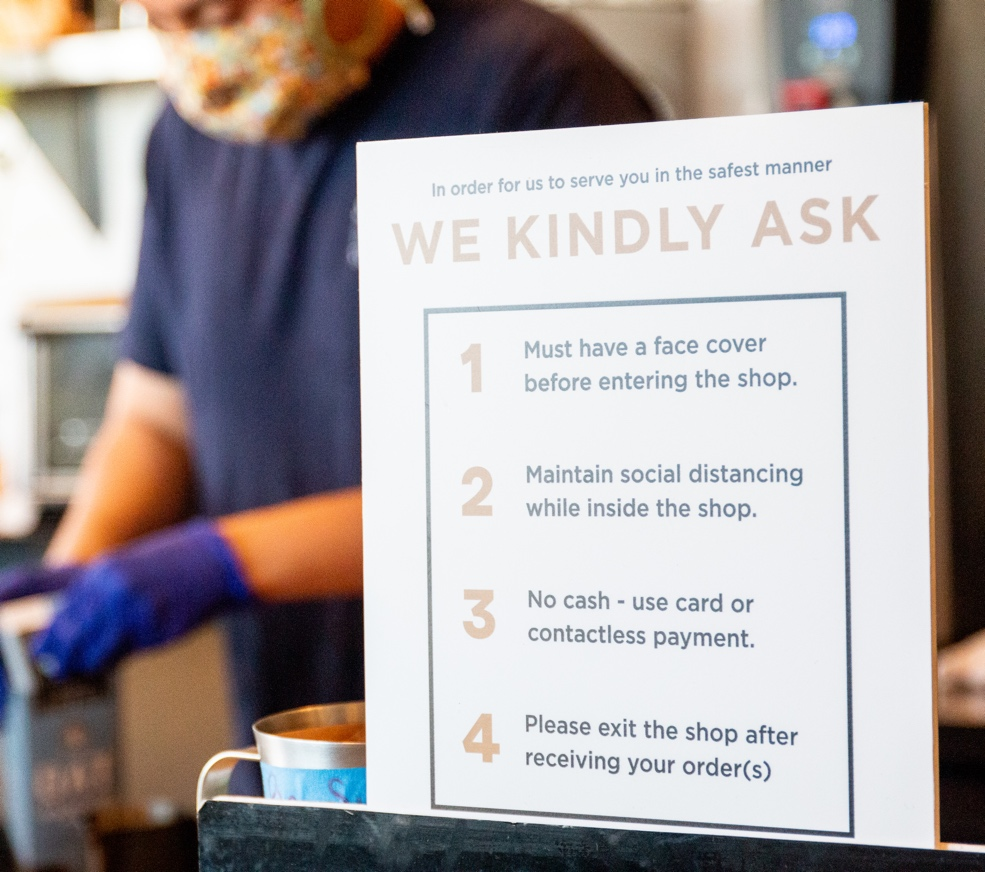 In order for us to serve you in the safest manner
WE KINDLY ASK
1 Must have a face cover
before entering the shop.
2 Maintain social distancing
while inside the shop.
3 No cash - use card or
contactless payment.
4 Please exit the shop after
receiving your order(s)